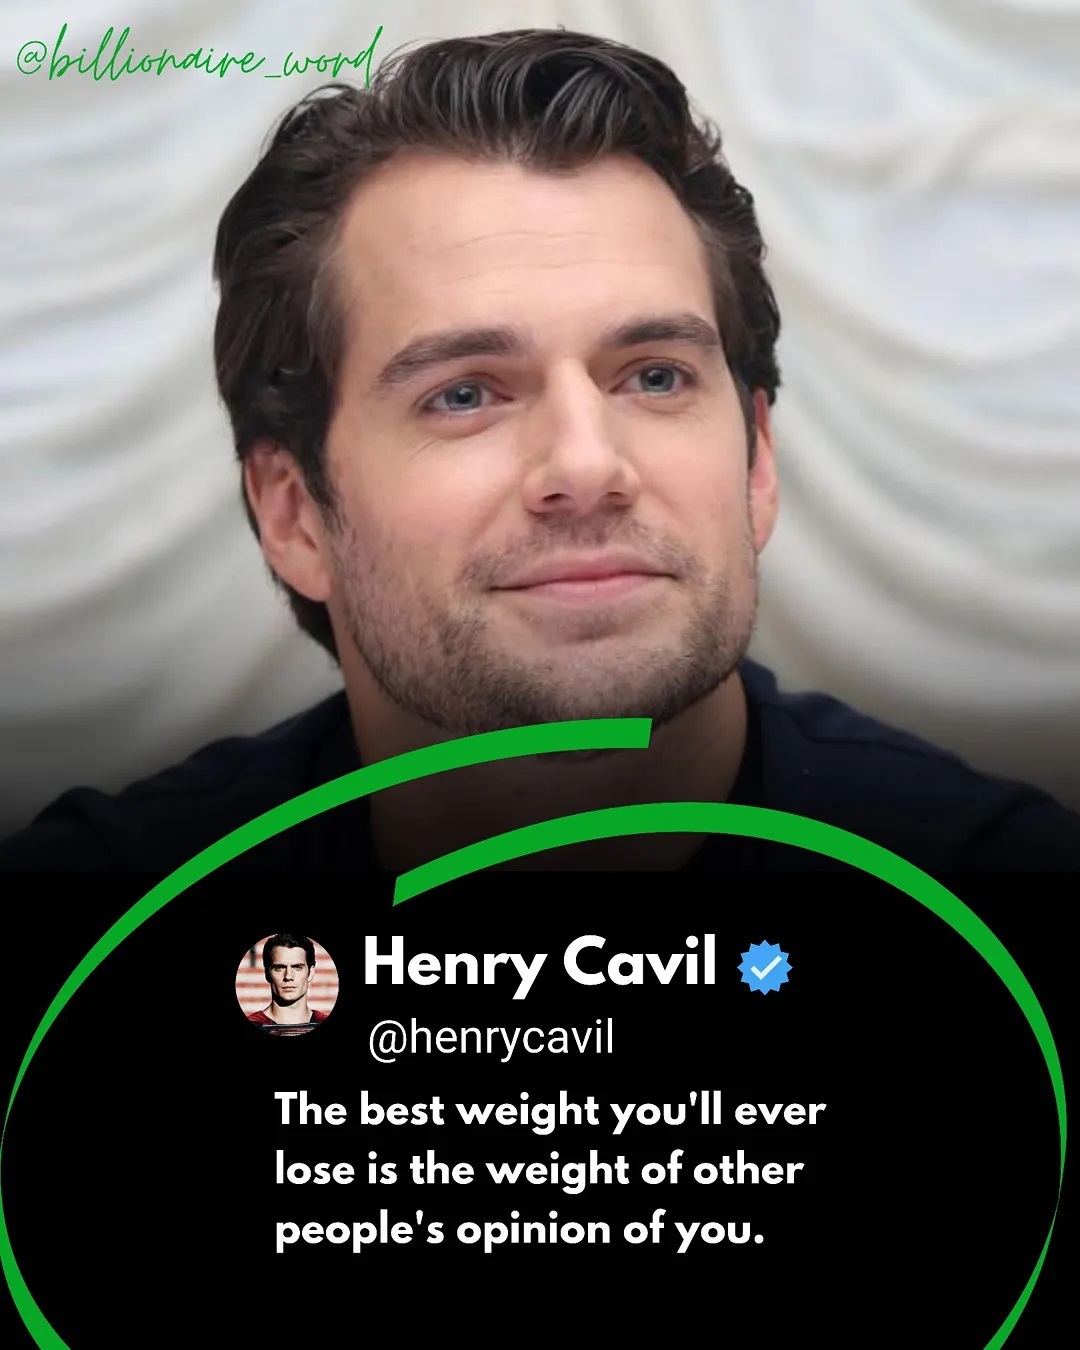 @billionaire_word
Henry Cavil
@henrycavil
The best weight you'll ever
lose is the weight of other
people's opinion of you.